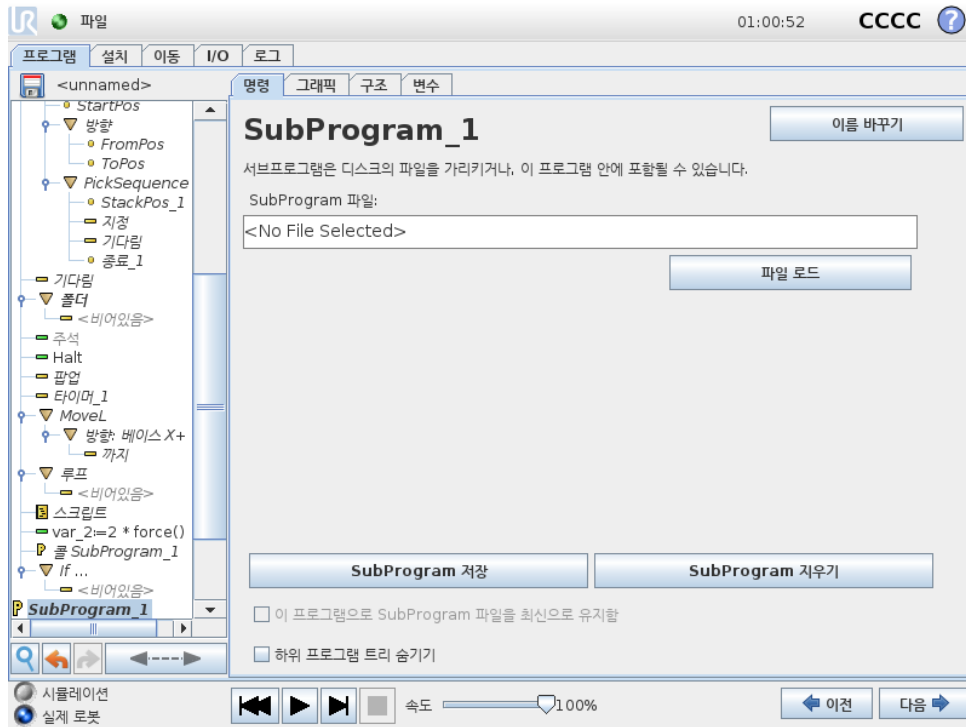 UR 파일 01:00:52 CCCC ?
프로그램 설치 이동 I/O 로그
<unnamed>
명령 그래픽 구조 변수
StartPos
방향
FromPos
ToPos
PickSequence
StackPos_1
지정
기다림
종료_1
기다림
폴더
<비어있음>
주석
Halt
팝업
타이머_1
MoveL
방향: 베이스 X+
까지
루프
<비어있음>
스크립트
var_2:=2 * force()
콜 SubProgram_1
If ...
<비어있음>
SubProgram_1
SubProgram_1
이름 바꾸기
서브프로그램은 디스크의 파일을 가리키거나, 이 프로그램 안에 포함될 수 있습니다.
SubProgram 파일:
<No File Selected>
파일 로드
SubProgram 저장 SubProgram 지우기
이 프로그램으로 SubProgram 파일을 최신으로 유지함
하위 프로그램 트리 숨기기
시뮬레이션
실제 로봇
속도 100%
이전 다음